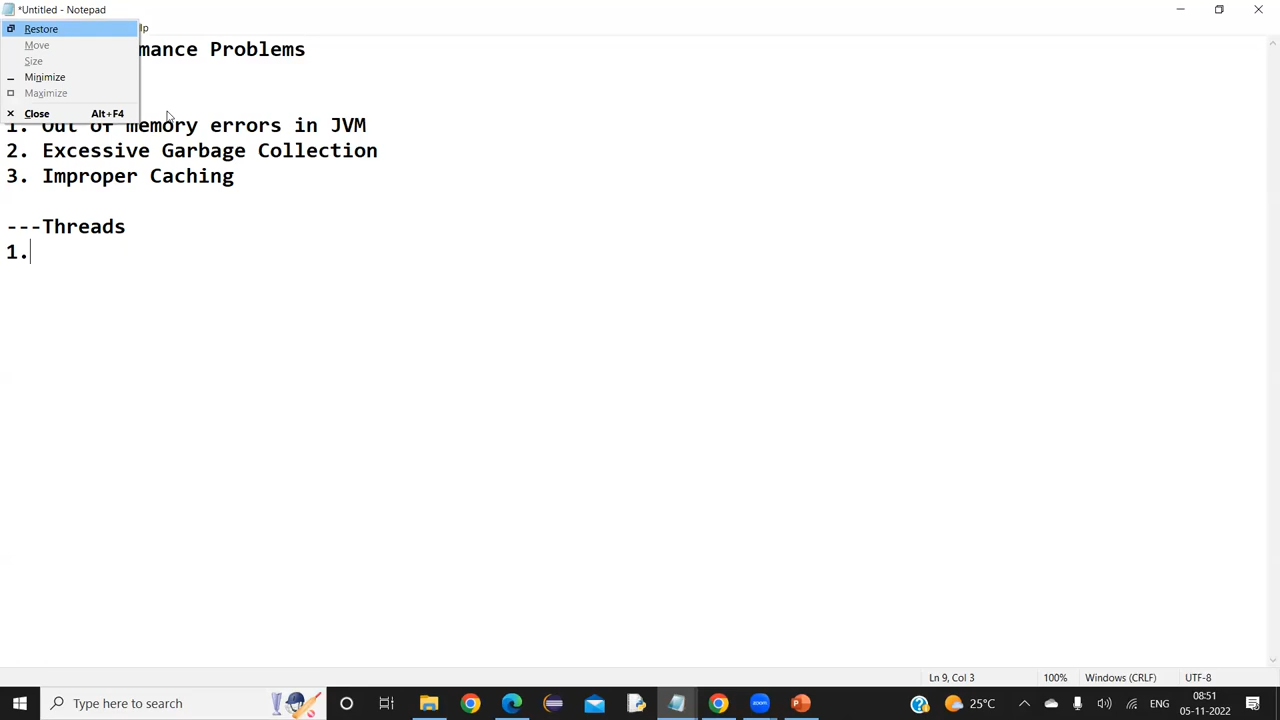 *Untitled - Notepad
Restore
lp
Move
mance Problems
Size
Minimize
Maximize
Close Alt+F4
1. Out of memory errors in JVM
2. Excessive Garbage Collection
3. Improper Caching
---Threads
1.
Ln 9, Col 3
100%
Windows (CRLF)
UTF-8
Type here to search
zoom
25°C
ENG
08:51
05-11-2022